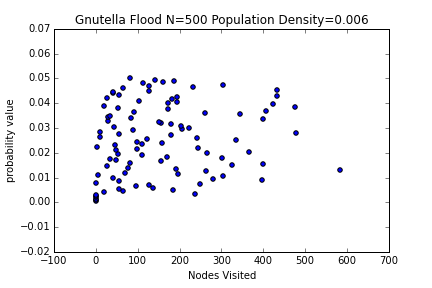 Gnutella Flood N=500 Population Density=0.006
0.07
0.06
0.05
0.04
0.03
0.02
0.01
0.00
−0.01
−0.02
probability value
−100 0 100 200 300 400 500 600 700
Nodes Visited